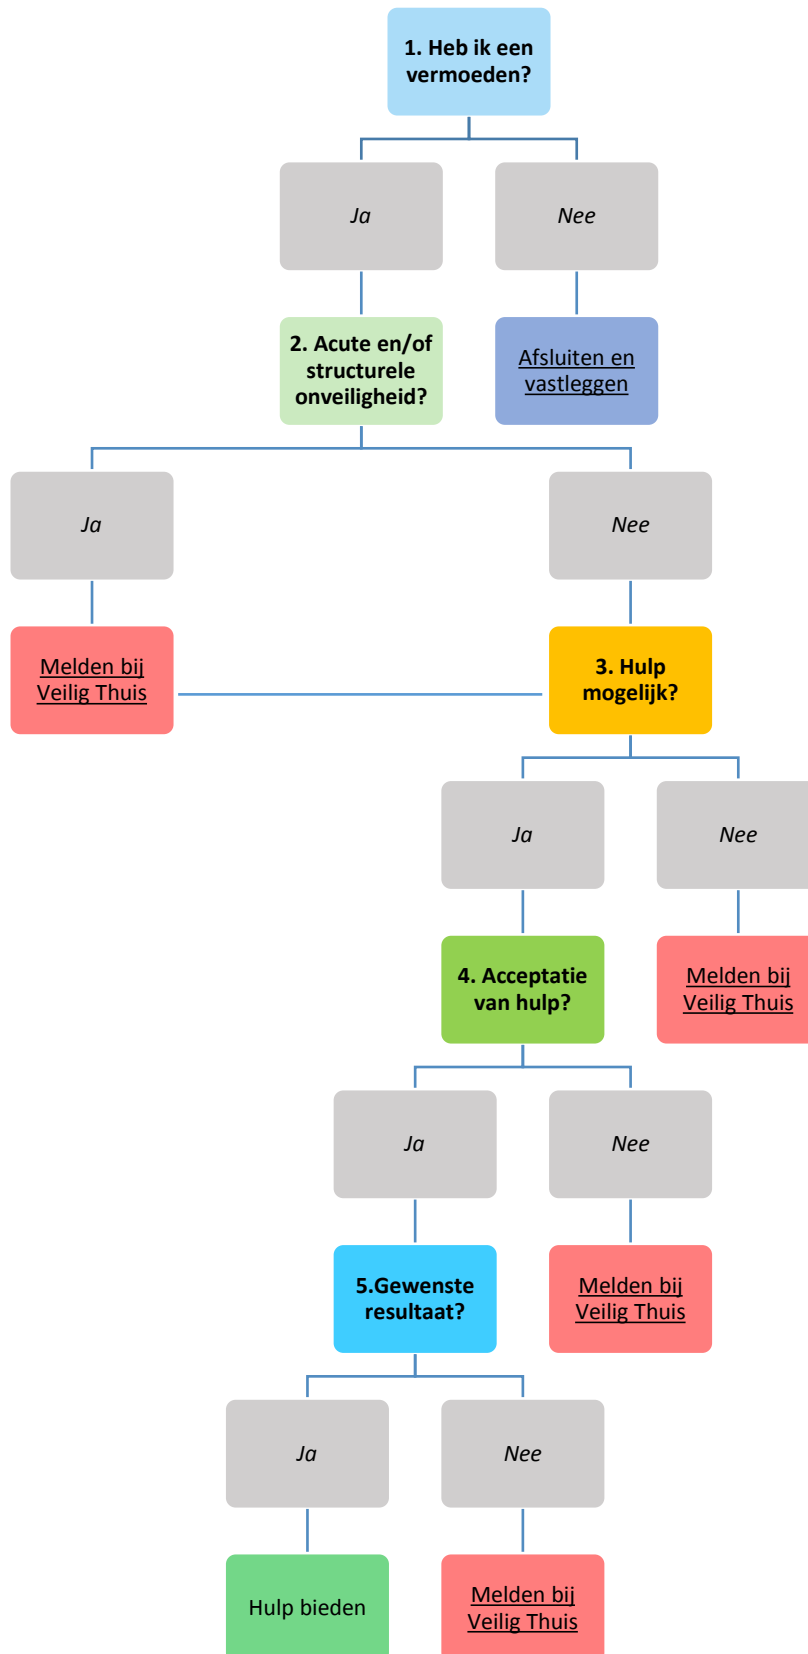 1. Heb ik een
vermoeden?
Ja
Nee
2. Acute en/of
structurele
onveiligheid?
Afsluiten en
vastleggen
Ja
Nee
Melden bij
Veilig Thuis
3. Hulp
mogelijk?
Ja
Nee
4. Acceptatie
van hulp?
Melden bij
Veilig Thuis
Ja
Nee
5.Gewenste
resultaat?
Melden bij
Veilig Thuis
Ja
Nee
Hulp bieden
Melden bij
Veilig Thuis